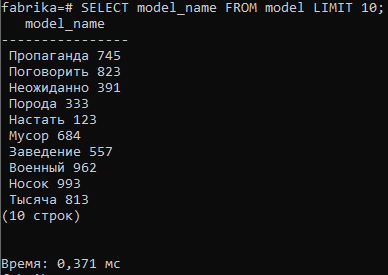 fabrika=# SELECT model_name FROM model LIMIT 10;
model_name
----------------
Пропаганда 745
Поговорить 823
Неожиданно 391
Порода 333
Настать 123
Мусор 684
Заведение 557
Военный 962
Носок 993
Тысяча 813
(10 строк)
Время: 0,371 мс